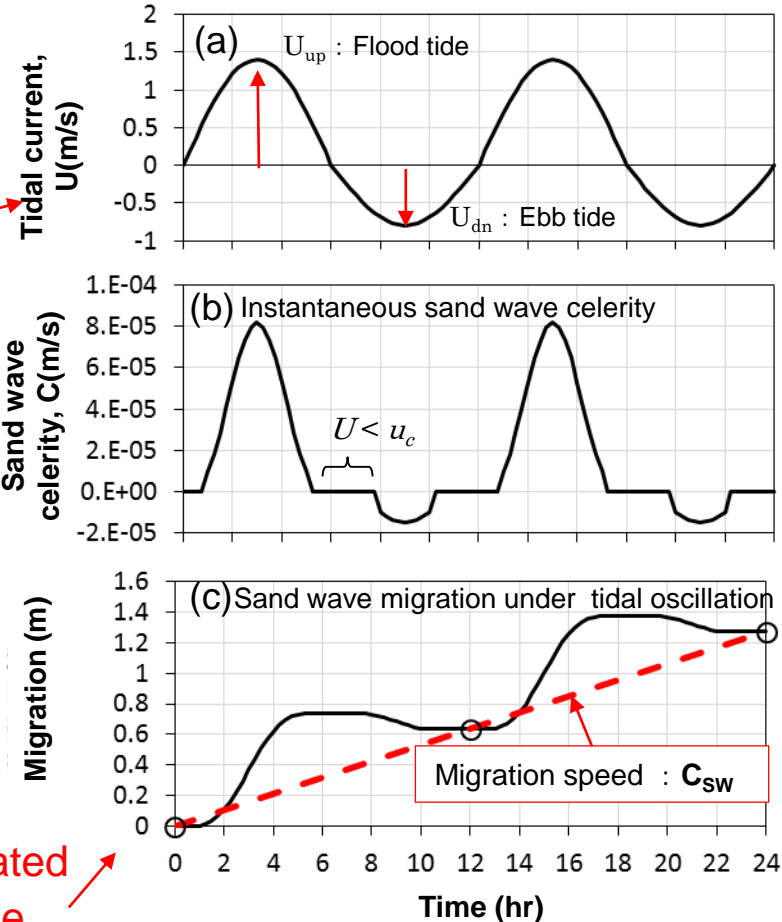 2
1.5
1
0.5
0
-0.5
-1
Tidal current,
U(m/s)
(a)
U_up : Flood tide
U_dn : Ebb tide
1.E-04
8.E-05
6.E-05
4.E-05
2.E-05
0.E+00
-2.E-05
Sand wave
celerity, C(m/s)
(b) Instantaneous sand wave celerity
U < u_c
1.6
1.4
1.2
1
0.8
0.6
0.4
0.2
0
Migration (m)
(c) Sand wave migration under tidal oscillation
Migration speed : C_SW
0 2 4 6 8 10 12 14 16 18 20 22 24
Time (hr)